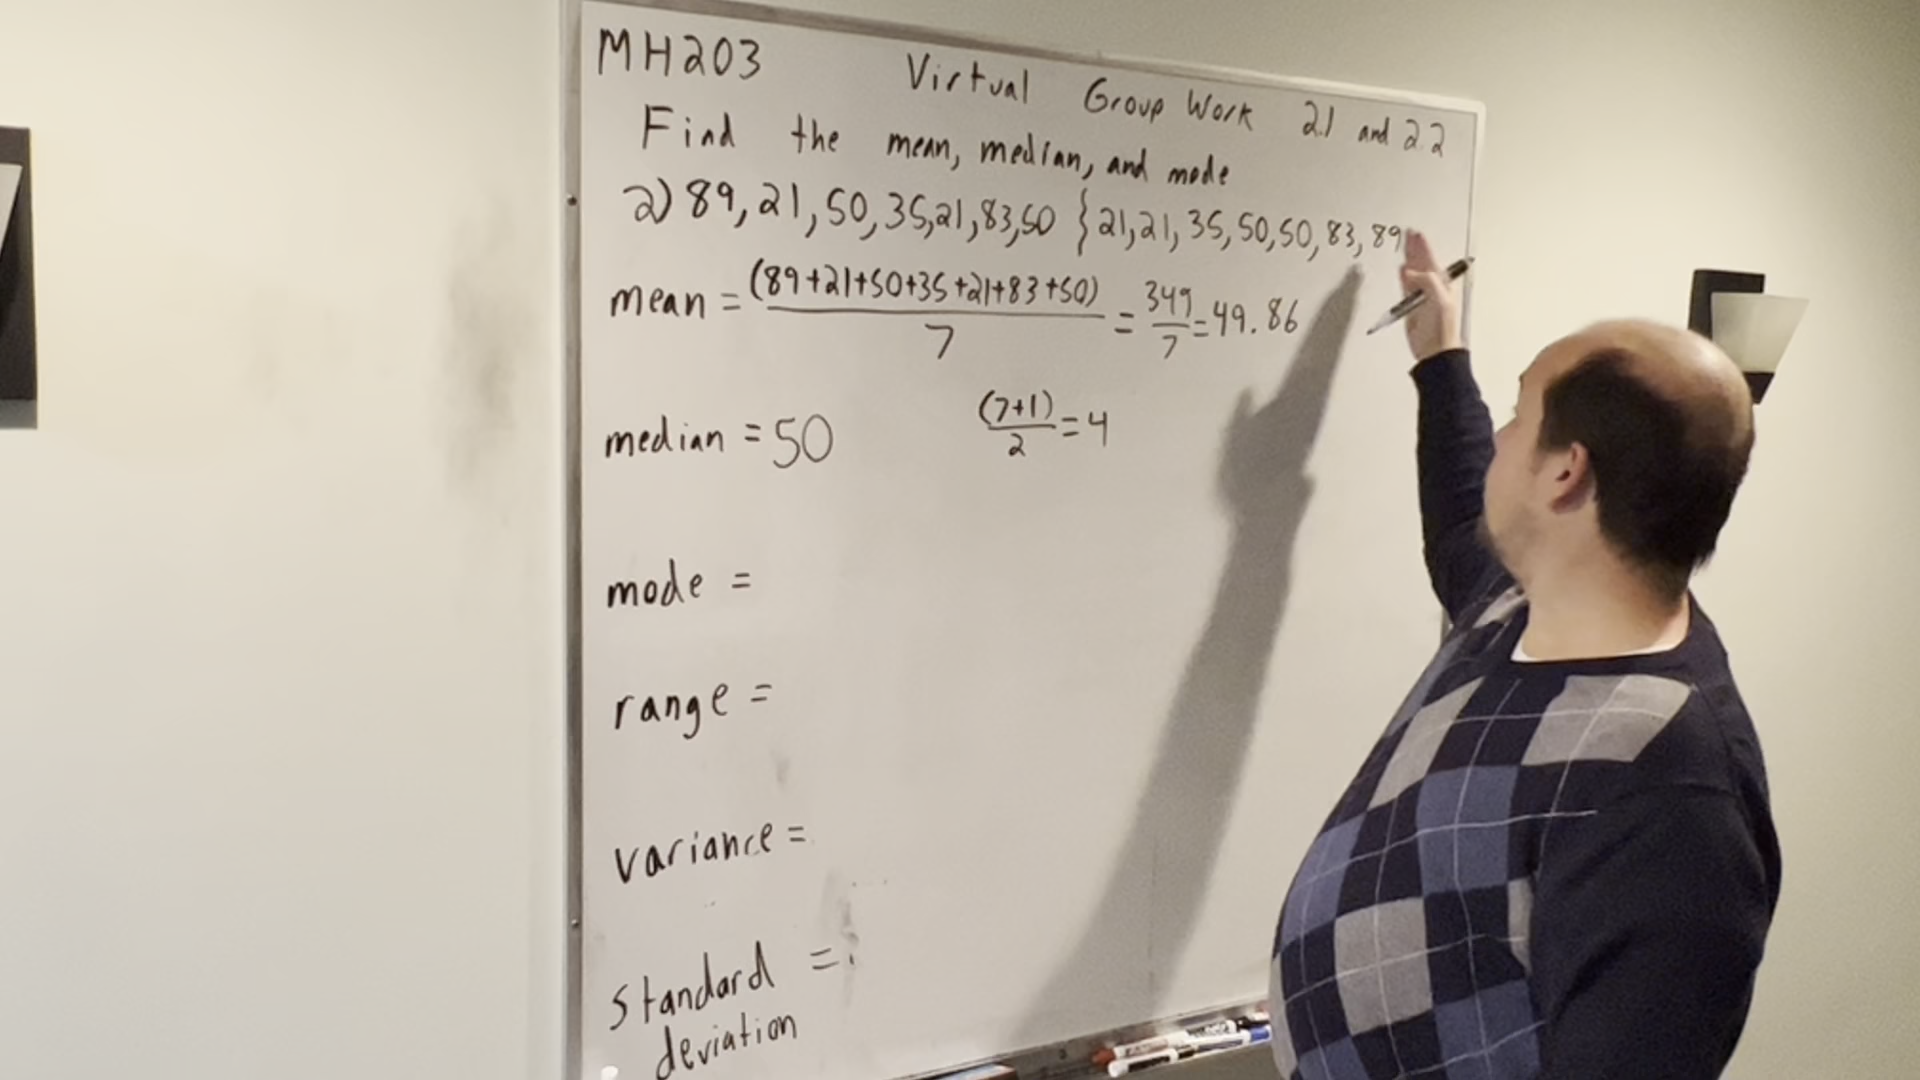 MH203 Virtual Group Work 2.1 and 2.2
Find the mean, median, and mode
2) 89, 21, 50, 35, 21, 83, 50 } 21, 21, 35, 50, 50, 83, 89
mean = (89+21+50+35+21+83+50)/7 = 349/7 = 49.86
median = 50 (7+1)/2 = 4
mode =
range =
variance =
standard deviation =